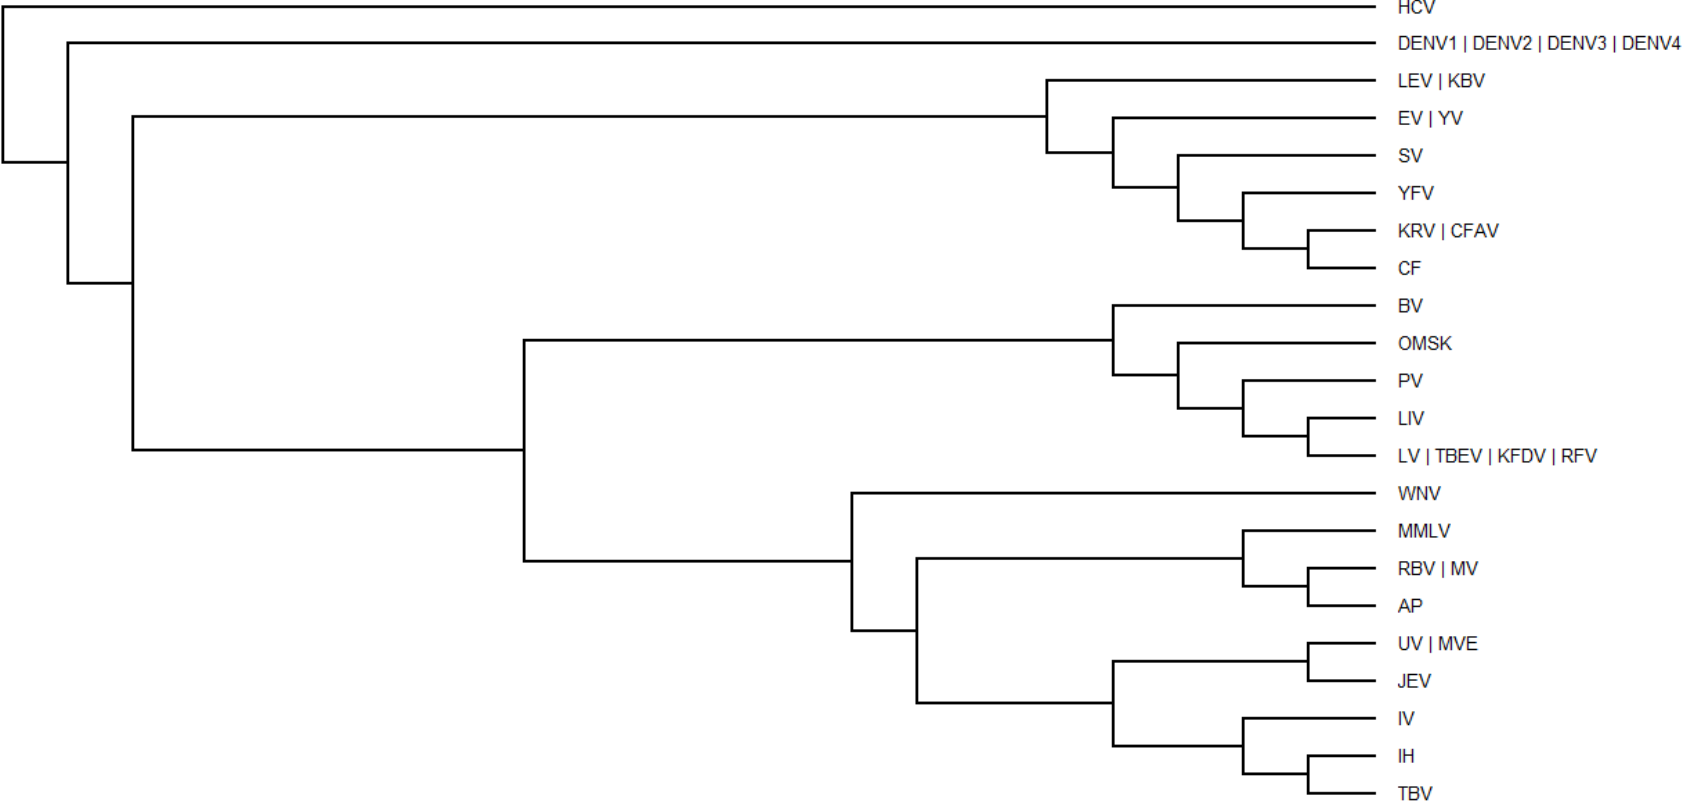 HCV
DENV1 | DENV2 | DENV3 | DENV4
LEV | KBV
EV | YV
SV
YFV
KRV | CFAV
CF
BV
OMSK
PV
LIV
LV | TBEV | KFDV | RFV
WNV
MMLV
RBV | MV
AP
UV | MVE
JEV
IV
IH
TBV